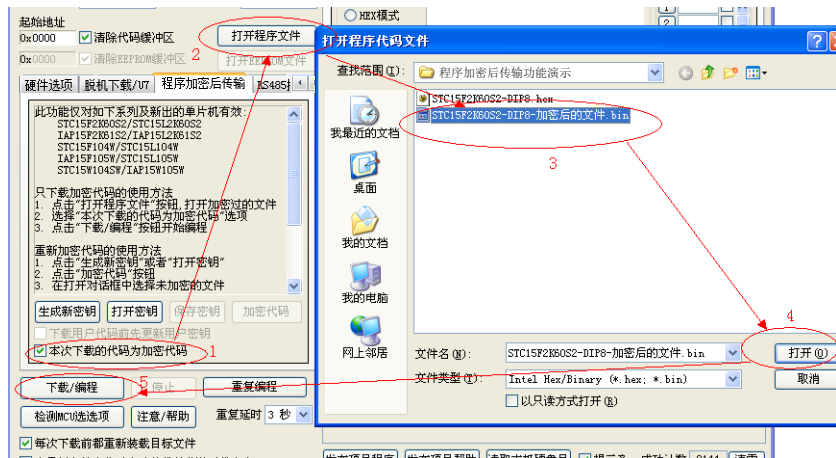 起始地址
0x0000 清除代码缓冲区 打开程序文件
0x0000 清除EEPROM缓冲区 2 打开EEPROM文件
硬件选项 脱机下载/U7 程序加密后传输
此功能仅对如下系列及新出的单片机有效:
STC15F2K60S2/STC15L2K60S2
IAP15F2K61S2/IAP15L2K61S2
STC15F104W/STC15L104W
IAP15F105W/STC15L105W
STC15W104SW/IAP15W105W
只下载加密代码的使用方法
1. 点击"打开程序文件"按钮,打开加密过的文件
2. 选择"本次下载的代码为加密代码"选项
3. 点击"下载/编程"按钮开始编程
重新加密代码的使用方法
1. 点击"生成新密钥"或者"打开密钥"
2. 点击"加密代码"按钮
3. 在打开对话框中选择未加密的文件
生成新密钥 打开密钥 保存密钥 加密代码
下载用户代码前先更新用户密钥
本次下载的代码为加密代码 1
下载/编程 5 停止 重复编程
检测MCU选选项 注意/帮助 重复延时 3 秒
每次下载前都重新装载目标文件
HEX模式
打开程序代码文件
查找范围(I): 程序加密后传输功能演示
STC15F2K60S2-DIP8.hex
STC15F2K60S2-DIP8-加密后的文件.bin
3
我最近的文档
桌面
我的文档
我的电脑
网上邻居
4
文件名(N): STC15F2K60S2-DIP8-加密后的文件.bin 打开(O)
文件类型(T): Intel Hex/Binary (*.hex; *.bin) 取消
以只读方式打开(R)